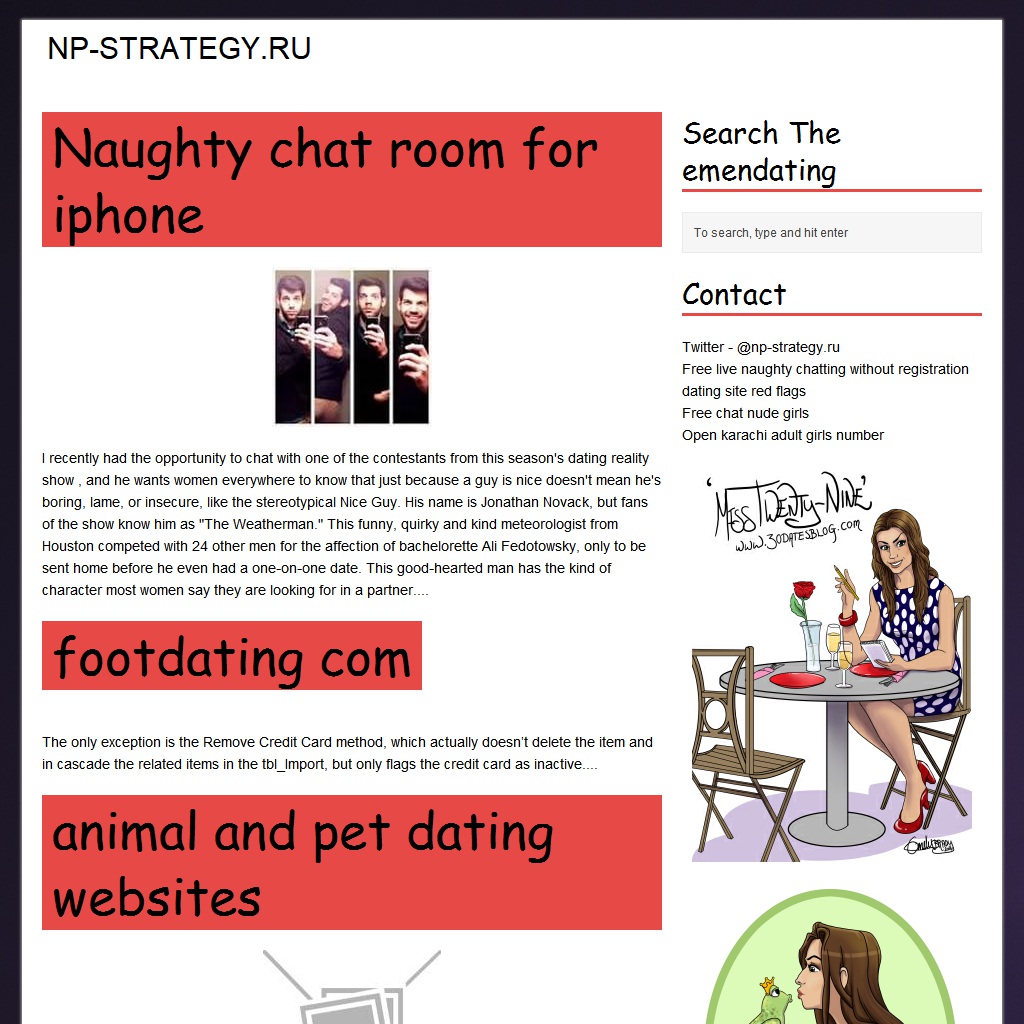 NP-STRATEGY.RU
Naughty chat room for
iphone
I recently had the opportunity to chat with one of the contestants from this season's dating reality
show , and he wants women everywhere to know that just because a guy is nice doesn't mean he's
boring, lame, or insecure, like the stereotypical Nice Guy. His name is Jonathan Novack, but fans
of the show know him as "The Weatherman." This funny, quirky and kind meteorologist from
Houston competed with 24 other men for the affection of bachelorette Ali Fedotowsky, only to be
sent home before he even had a one-on-one date. This good-hearted man has the kind of
character most women say they are looking for in a partner....
footdating com
The only exception is the Remove Credit Card method, which actually doesn’t delete the item and
in cascade the related items in the tbl_Import, but only flags the credit card as inactive....
animal and pet dating
websites
Search The
emendating
To search, type and hit enter
Contact
Twitter - @np-strategy.ru
Free live naughty chatting without registration
dating site red flags
Free chat nude girls
Open karachi adult girls number
'Miss Twenty-Nine'
www.30datesblog.com